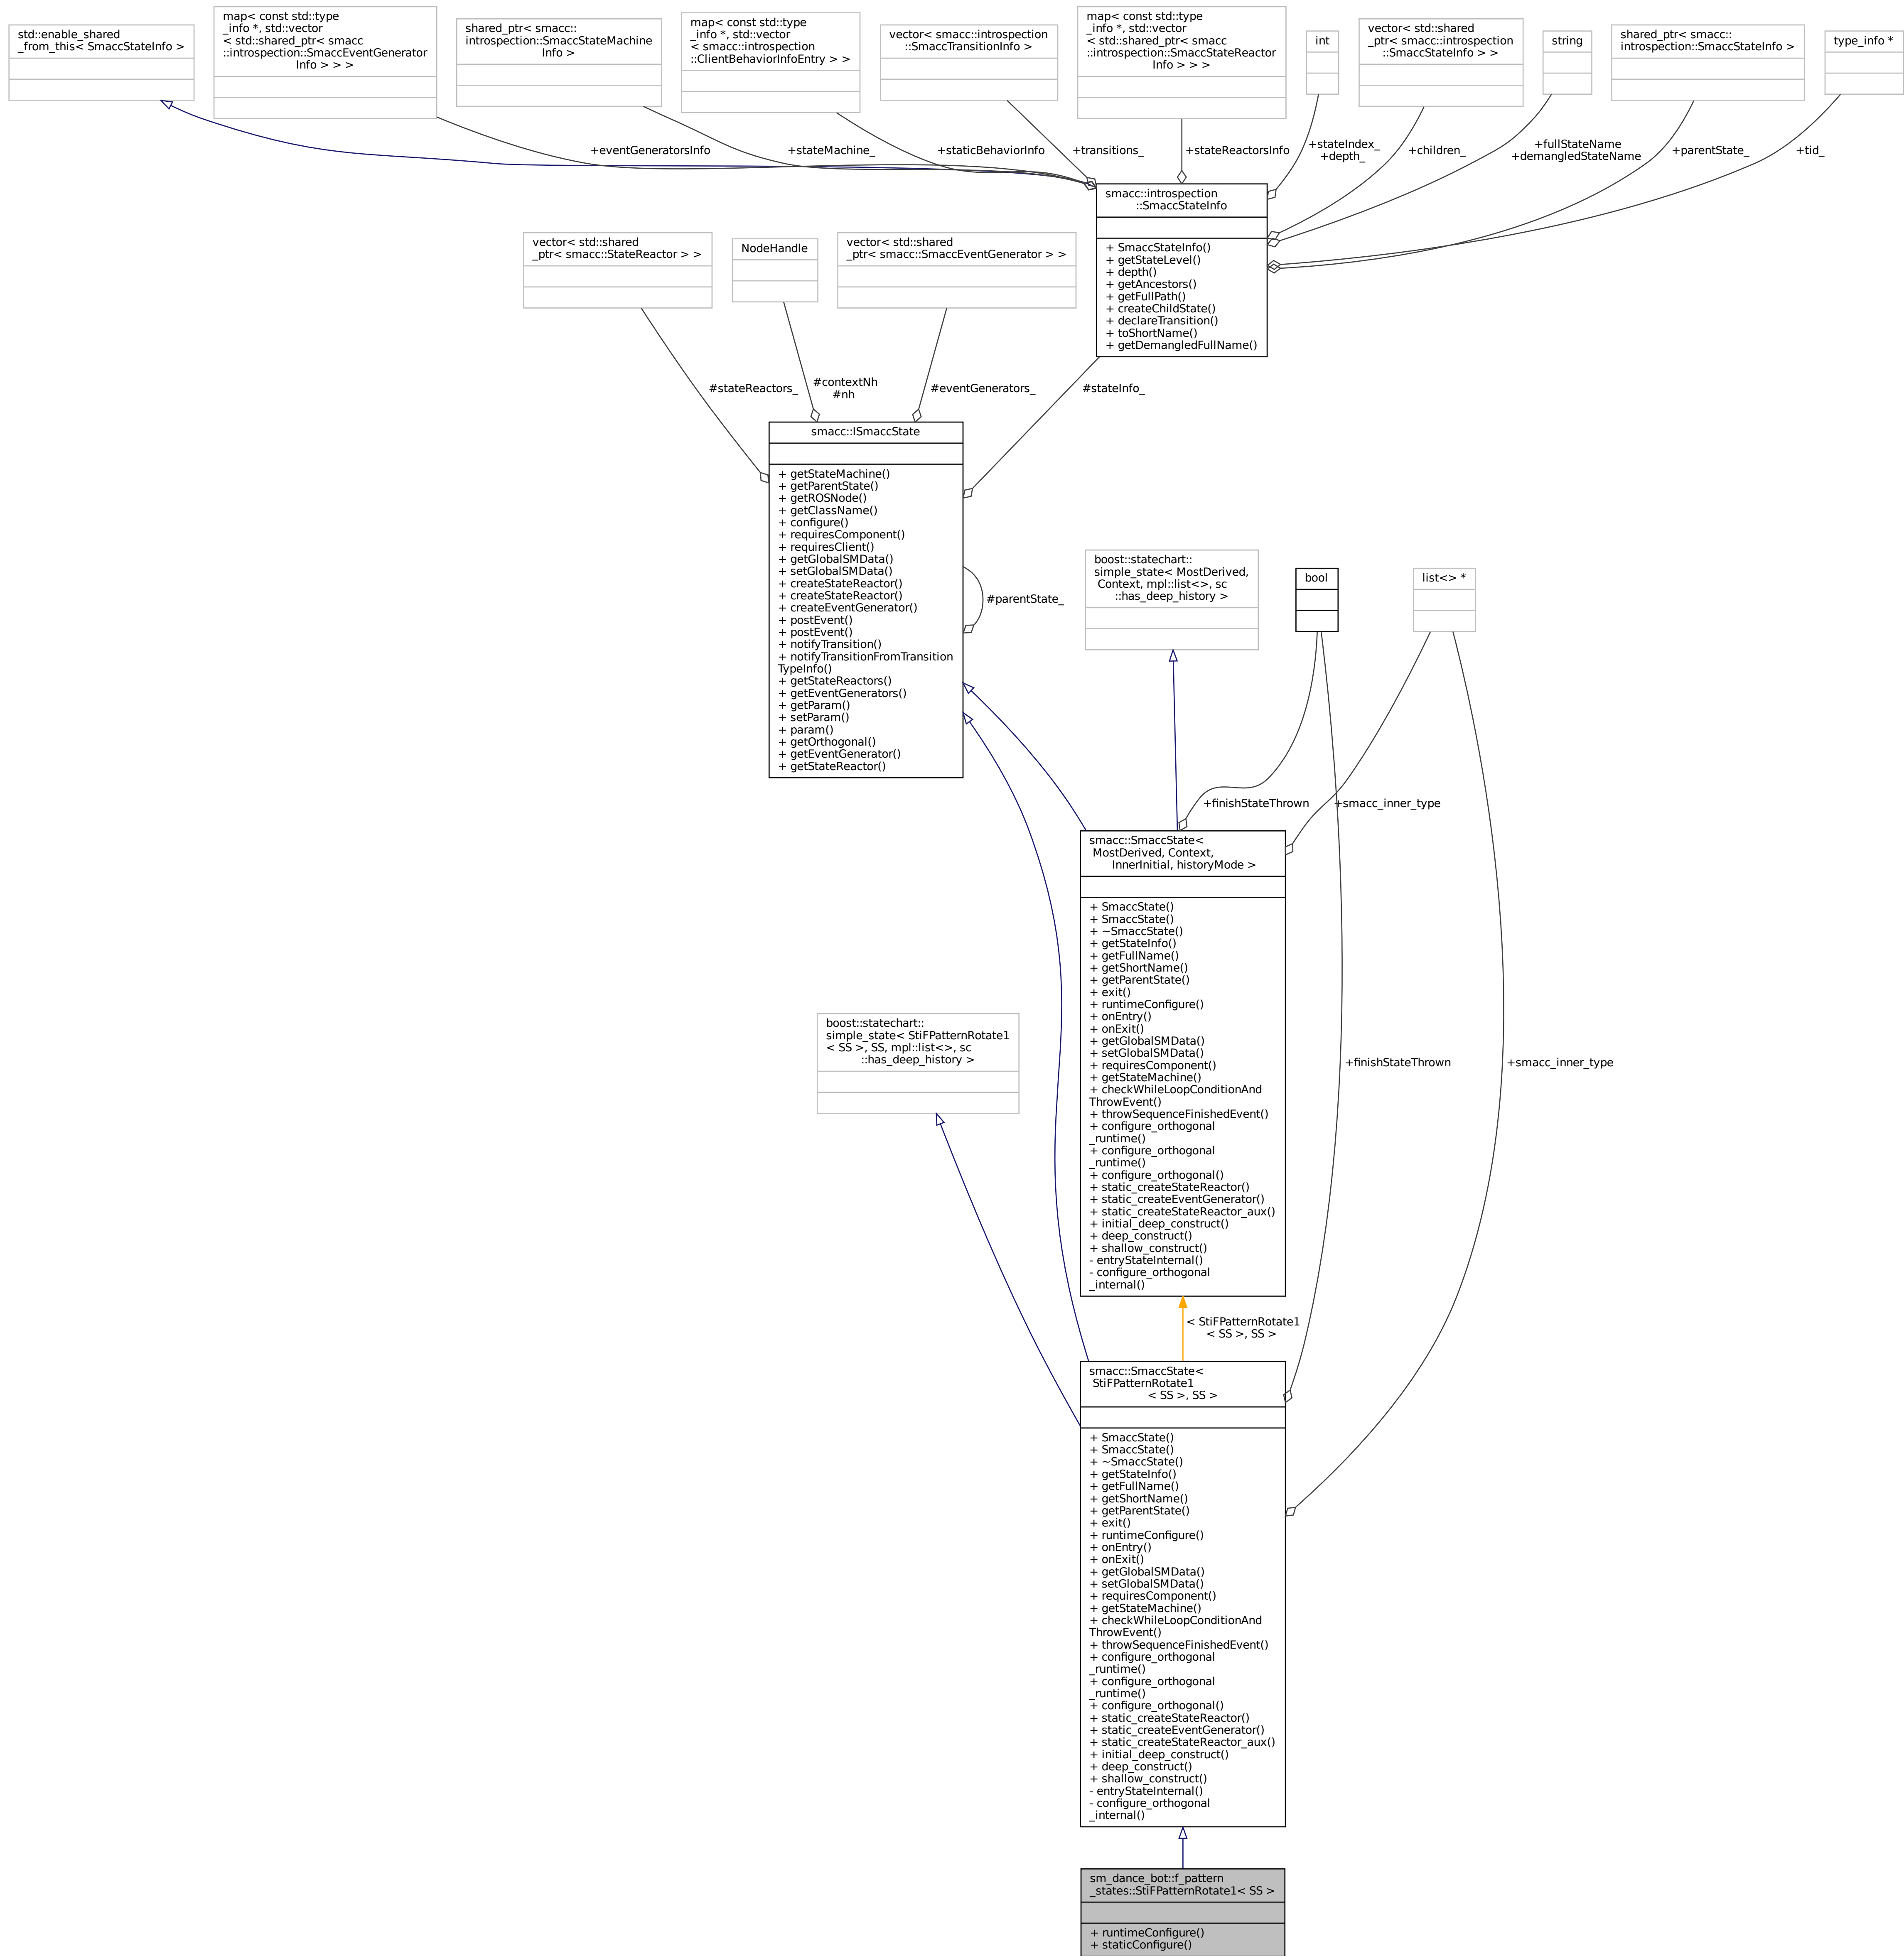 std::enable_shared
_from_this< SmaccStateInfo >
map< const std::type
_info *, std::vector
< std::shared_ptr< smacc
::introspection::SmaccEventGenerator
Info > > >
shared_ptr< smacc::
introspection::SmaccStateMachine
Info >
map< const std::type
_info *, std::vector
< smacc::introspection
::ClientBehaviorInfoEntry > >
vector< smacc::introspection
::SmaccTransitionInfo >
map< const std::type
_info *, std::vector
< std::shared_ptr< smacc
::introspection::SmaccStateReactor
Info > > >
int
vector< std::shared
_ptr< smacc::introspection
::SmaccStateInfo > >
string
shared_ptr< smacc::
introspection::SmaccStateInfo >
type_info *
+eventGeneratorsInfo
+stateMachine_
+staticBehaviorInfo
+transitions_
+stateReactorsInfo
+stateIndex_
+depth_
+children_
+fullStateName
+demangledStateName
+parentState_
+tid_
smacc::introspection
::SmaccStateInfo
+ SmaccStateInfo()
+ getStateLevel()
+ depth()
+ getAncestors()
+ getFullPath()
+ createChildState()
+ declareTransition()
+ toShortName()
+ getDemangledFullName()
vector< std::shared
_ptr< smacc::StateReactor > >
NodeHandle
vector< std::shared
_ptr< smacc::SmaccEventGenerator > >
#stateReactors_
#contextNh
#nh
#eventGenerators_
#stateInfo_
smacc::ISmaccState
+ getStateMachine()
+ getParentState()
+ getROSNode()
+ getClassName()
+ configure()
+ requiresComponent()
+ requiresClient()
+ getGlobalSMData()
+ setGlobalSMData()
+ createStateReactor()
+ createStateReactor()
+ createEventGenerator()
+ postEvent()
+ postEvent()
+ notifyTransition()
+ notifyTransitionFromTransition
TypeInfo()
+ getStateReactors()
+ getEventGenerators()
+ getParam()
+ setParam()
+ param()
+ getOrthogonal()
+ getEventGenerator()
+ getStateReactor()
#parentState_
boost::statechart::
simple_state< MostDerived,
Context, mpl::list<>, sc
::has_deep_history >
bool
list<> *
+finishStateThrown
+smacc_inner_type
smacc::SmaccState<
MostDerived, Context,
InnerInitial, historyMode >
+ SmaccState()
+ SmaccState()
+ ~SmaccState()
+ getStateInfo()
+ getFullName()
+ getShortName()
+ getParentState()
+ exit()
+ runtimeConfigure()
+ onEntry()
+ onExit()
+ getGlobalSMData()
+ setGlobalSMData()
+ requiresComponent()
+ getStateMachine()
+ checkWhileLoopConditionAnd
ThrowEvent()
+ throwSequenceFinishedEvent()
+ configure_orthogonal
_runtime()
+ configure_orthogonal
_runtime()
+ configure_orthogonal()
+ static_createStateReactor()
+ static_createEventGenerator()
+ static_createStateReactor_aux()
+ initial_deep_construct()
+ deep_construct()
+ shallow_construct()
- entryStateInternal()
- configure_orthogonal
_internal()
boost::statechart::
simple_state< StiFPatternRotate1
< SS >, SS, mpl::list<>, sc
::has_deep_history >
+finishStateThrown
+smacc_inner_type
< StiFPatternRotate1
< SS >, SS >
smacc::SmaccState<
StiFPatternRotate1
< SS >, SS >
+ SmaccState()
+ SmaccState()
+ ~SmaccState()
+ getStateInfo()
+ getFullName()
+ getShortName()
+ getParentState()
+ exit()
+ runtimeConfigure()
+ onEntry()
+ onExit()
+ getGlobalSMData()
+ setGlobalSMData()
+ requiresComponent()
+ getStateMachine()
+ checkWhileLoopConditionAnd
ThrowEvent()
+ throwSequenceFinishedEvent()
+ configure_orthogonal
_runtime()
+ configure_orthogonal
_runtime()
+ configure_orthogonal()
+ static_createStateReactor()
+ static_createEventGenerator()
+ static_createStateReactor_aux()
+ initial_deep_construct()
+ deep_construct()
+ shallow_construct()
- entryStateInternal()
- configure_orthogonal
_internal()
sm_dance_bot::f_pattern
_states::StiFPatternRotate1< SS >
+ runtimeConfigure()
+ staticConfigure()